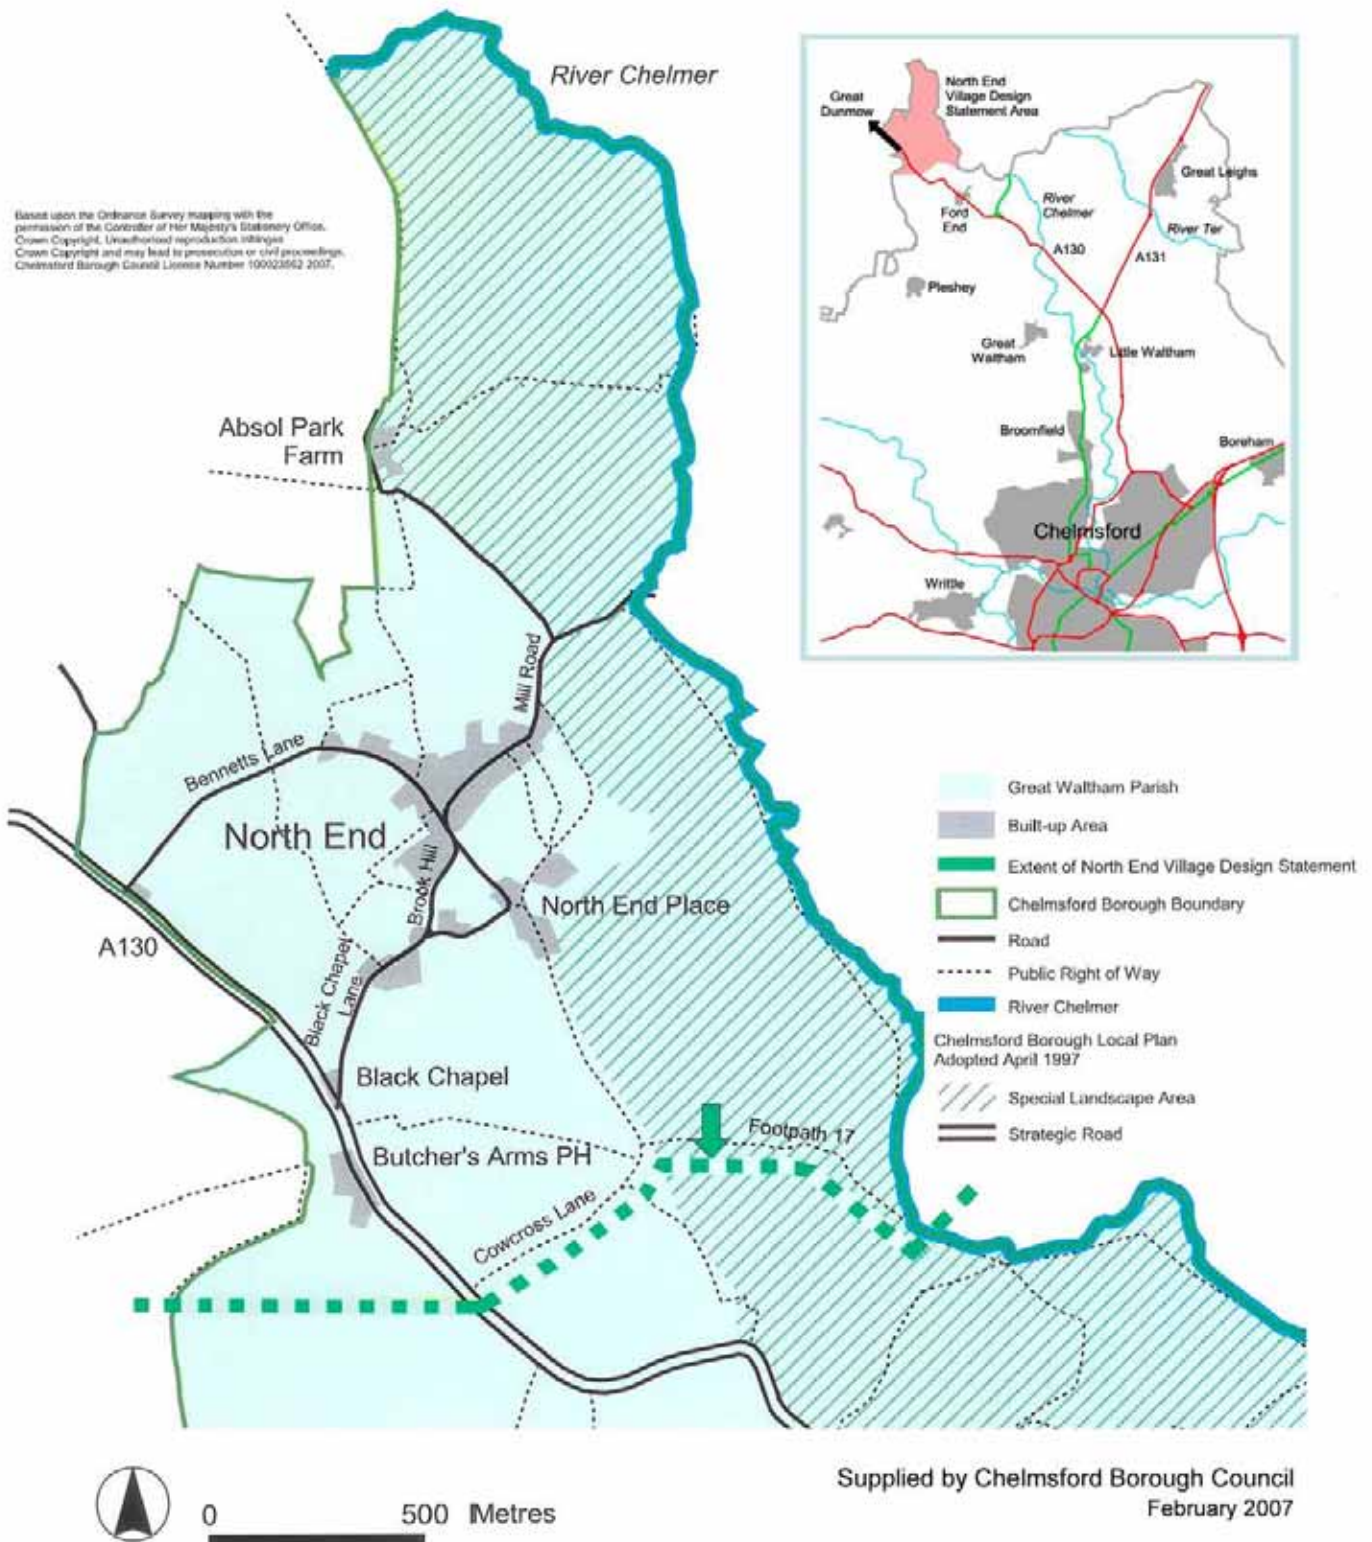 River Chelmer
Based upon the Ordnance Survey mapping with the
permission of the Controller of Her Majesty's Stationery Office.
Crown Copyright. Unauthorised reproduction infringes
Crown Copyright and may lead to prosecution or civil proceedings.
Chelmsford Borough Council License Number 100023562 2007.
Great
Dunmow
North End
Village Design
Statement Area
Great Leighs
Ford
End
River
Chelmer
River Ter
A130
A131
Pleshey
Great
Waltham
Little Waltham
Broomfield
Boreham
Chelmsford
Writtle
Absol Park
Farm
Mill Road
Bennetts Lane
North End
Brook Hill
North End Place
A130
Black Chapel
Lane
Black Chapel
Butcher's Arms PH
Footpath 17
Cowcross Lane
Great Waltham Parish
Built-up Area
Extent of North End Village Design Statement
Chelmsford Borough Boundary
Road
Public Right of Way
River Chelmer
Chelmsford Borough Local Plan
Adopted April 1997
Special Landscape Area
Strategic Road
0 500 Metres
Supplied by Chelmsford Borough Council
February 2007